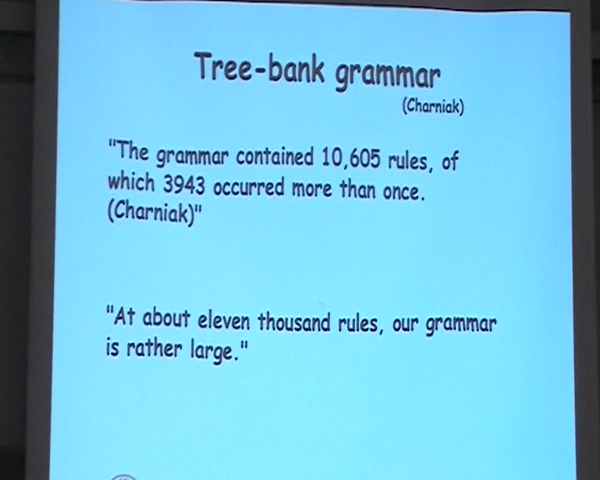 Tree-bank grammar
(Charniak)
"The grammar contained 10,605 rules, of
which 3943 occurred more than once.
(Charniak)"
"At about eleven thousand rules, our grammar
is rather large."